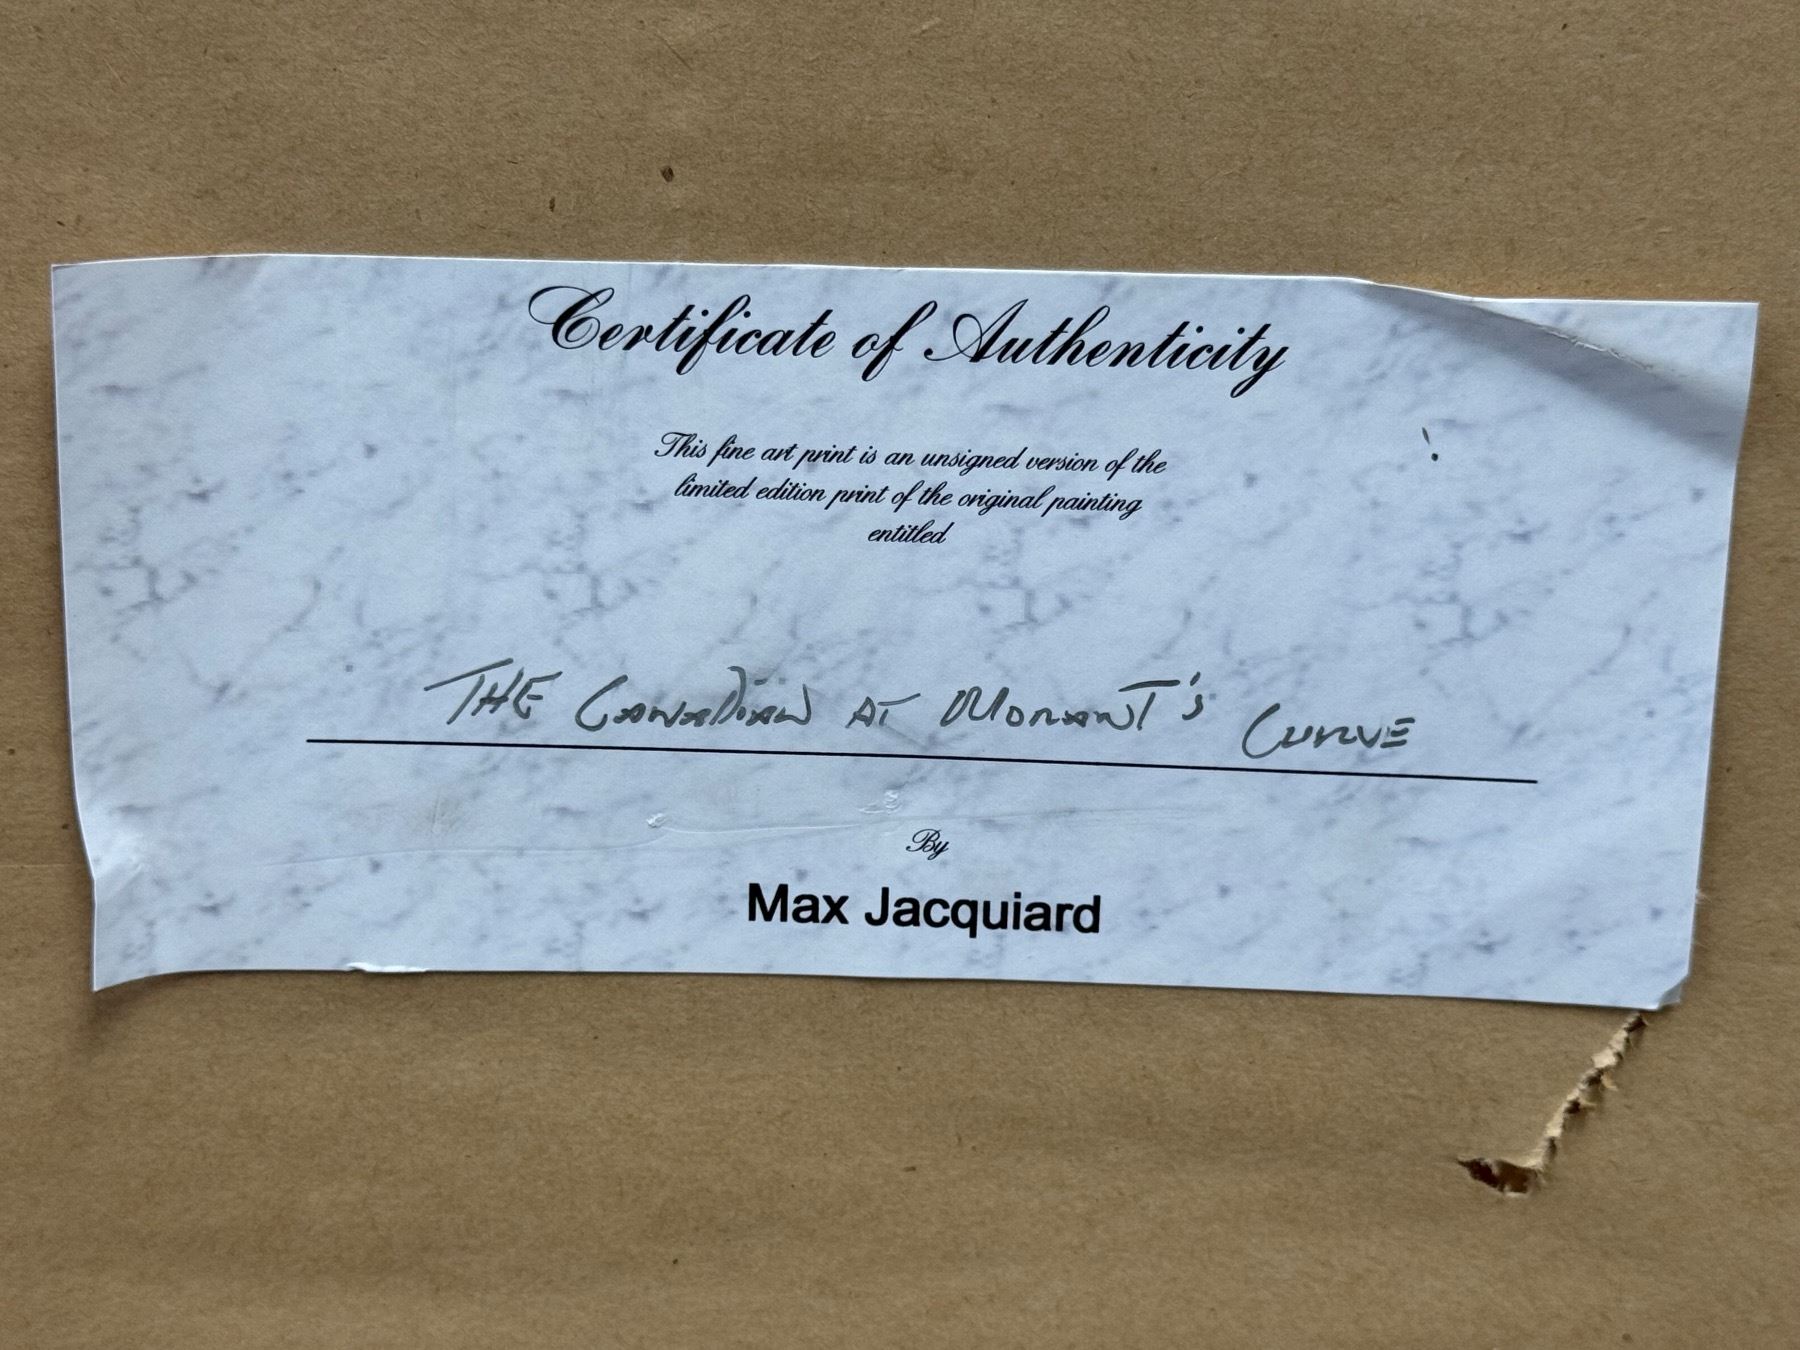 Certificate of Authenticity
This fine art print is an unsigned version of the
limited edition print of the original painting
entitled
THE CANADIAN AT MORANT'S CURVE
By
Max Jacquiard